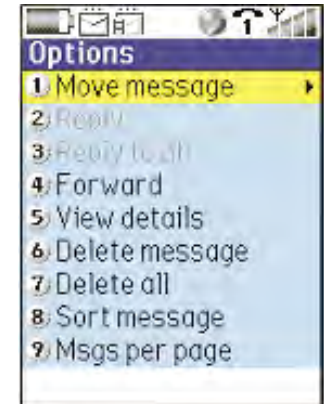 1
Options
1 Move message
2 Reply
3 Reply to all
4 Forward
5 View details
6 Delete message
7 Delete all
8 Sort message
9 Msgs per page